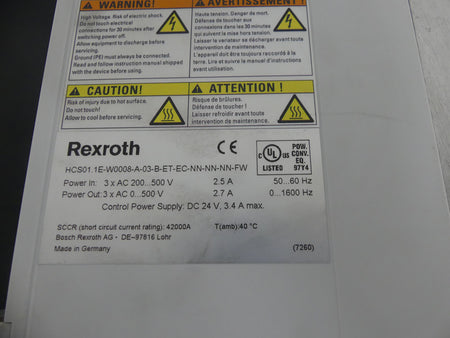 WARNING!
AVERTISSEMENT !
High Voltage. Risk of electric shock.
Do not touch electrical
connections for 30 minutes after
switching power off.
Allow equipment to discharge before
servicing.
Ground (PE) must always be connected.
Read and follow instruction manual shipped
with the device before using.
Haute tension. Danger de mort.
Défense de toucher aux
connexions dans les 30 minutes
qui suivent la mise hors tension.
Laisser le variateur se décharger avant toute
intervention de maintenance.
L'appareil doit toujours être raccordé à la
terre. Lire et suivre le manuel d'instructions
avant utilisation.
CAUTION!
Risk of injury due to hot surface.
Do not touch!
Allow to cool before servicing.
ATTENTION !
Risque de brûlures.
Défense de toucher !
Laisser refroidir avant toute
intervention de maintenance.
Rexroth
CE
C UL US
LISTED
POW.
CONV.
EQ.
97Y4
HCS01.1E-W0008-A-03-B-ET-EC-NN-NN-NN-FW
Power In: 3 x AC 200...500 V 2.5 A 50...60 Hz
Power Out: 3 x AC 0...500 V 2.7 A 0...1600 Hz
Control Power Supply: DC 24 V, 3.4 A max.
SCCR (short circuit current rating): 42000A T(amb):40 °C
Bosch Rexroth AG - DE-97816 Lohr
Made in Germany (7260)